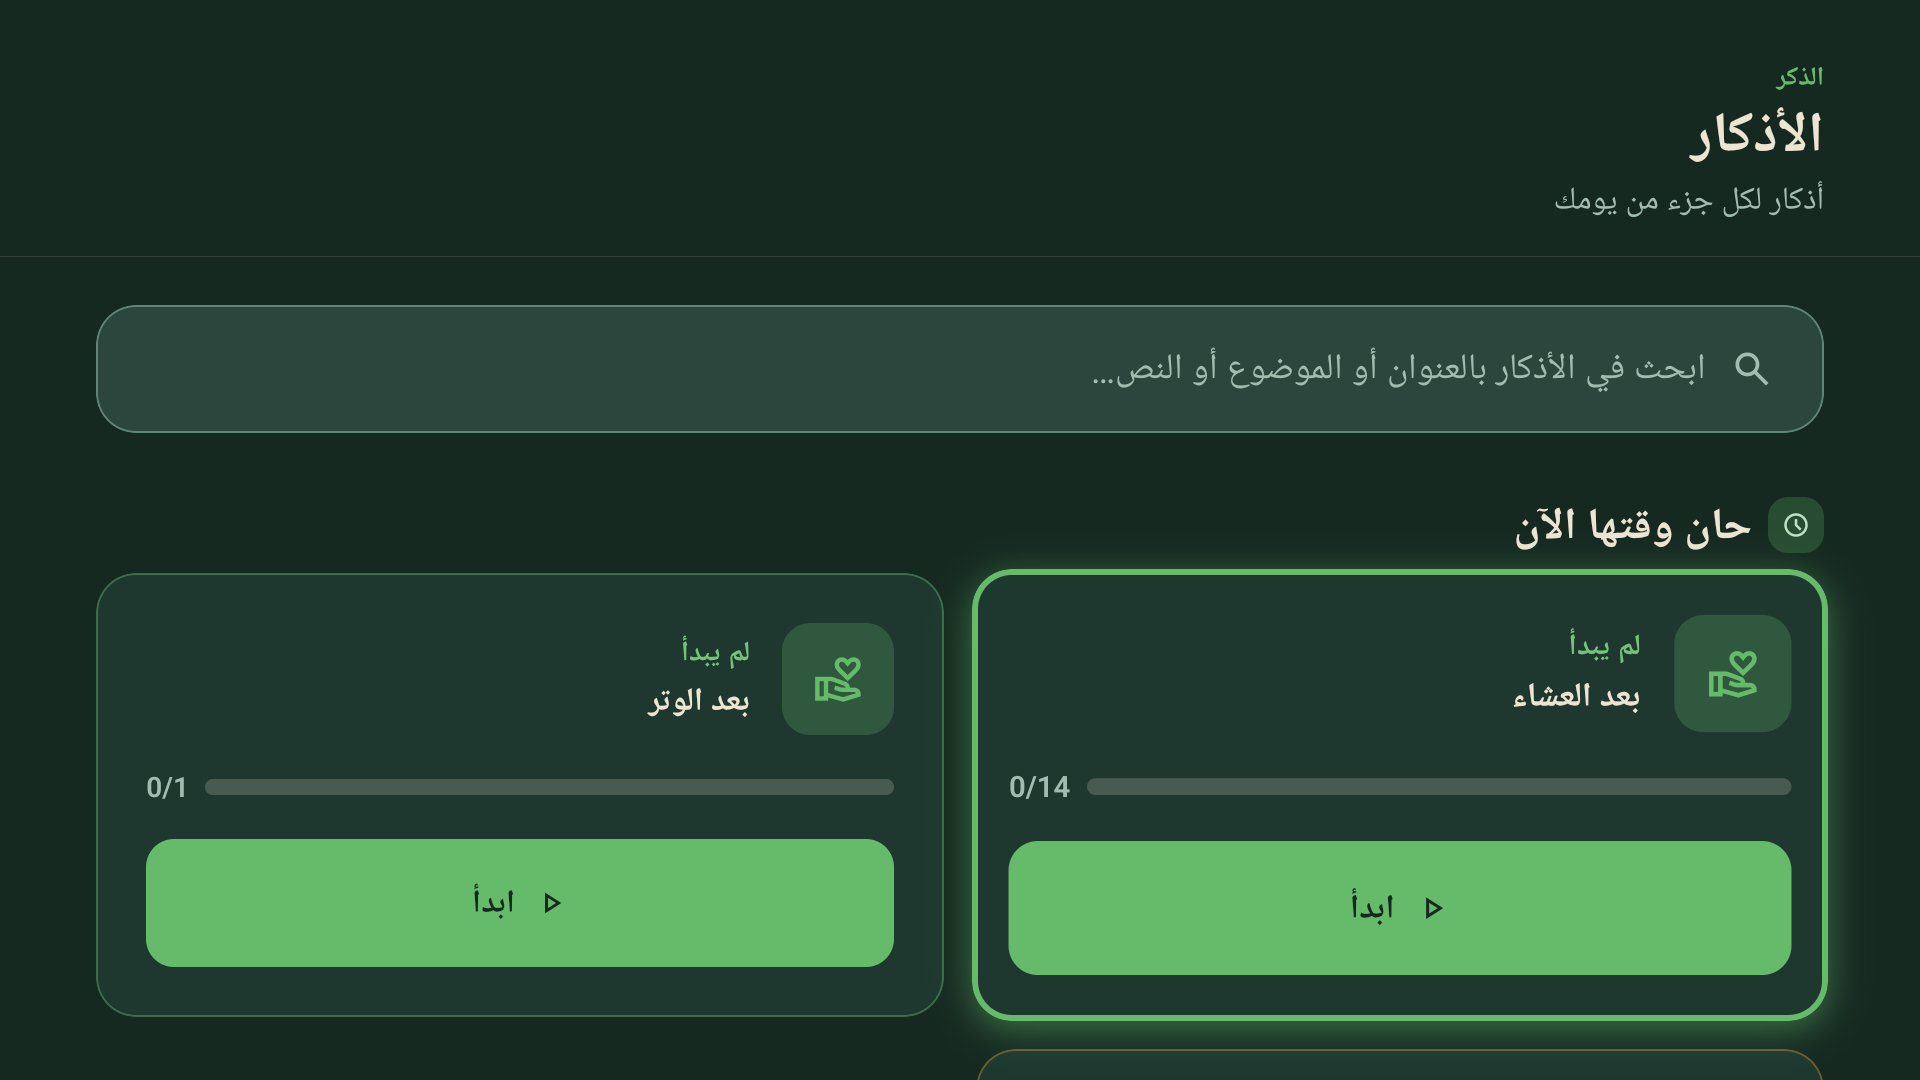 الذكر
الأذكار
أذكار لكل جزء من يومك
ابحث في الأذكار بالعنوان أو الموضوع أو النص...
حان وقتها الآن
لم يبدأ
بعد العشاء
0/14
ابدأ
لم يبدأ
بعد الوتر
0/1
ابدأ